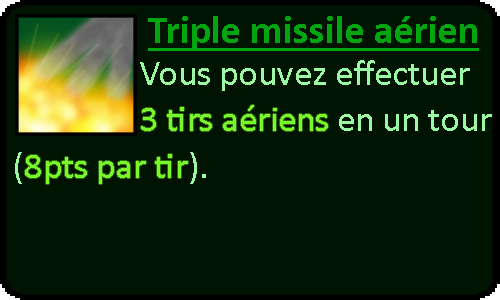 Triple missile aérien
Vous pouvez effectuer
3 tirs aériens en un tour
(8pts par tir).